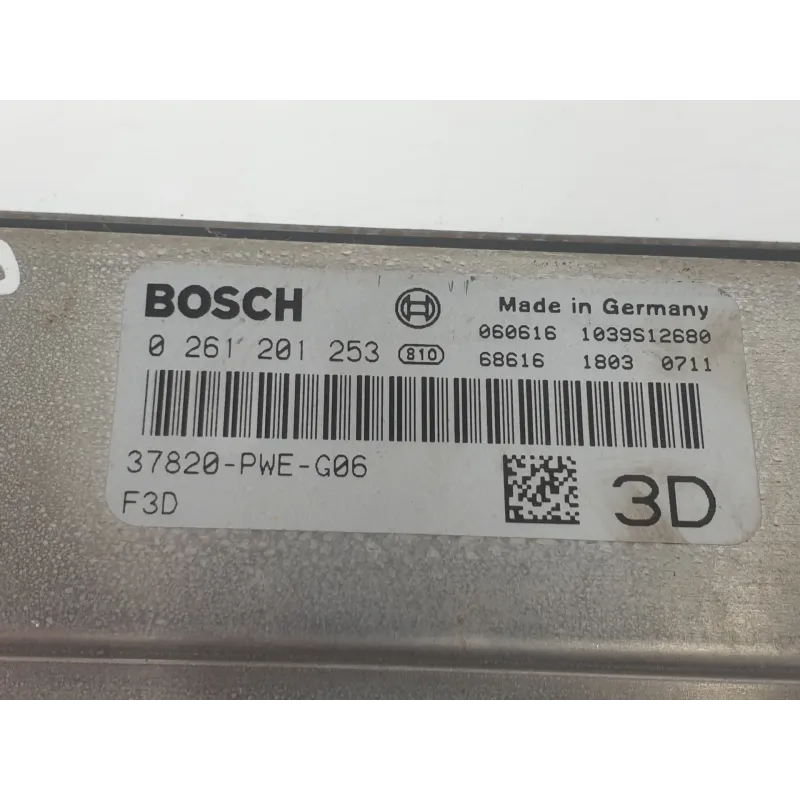 BOSCH
Made in Germany
0 261 201 253 810
060616 1039S12680
68616 1803 0711
37820-PWE-G06
F3D
3D